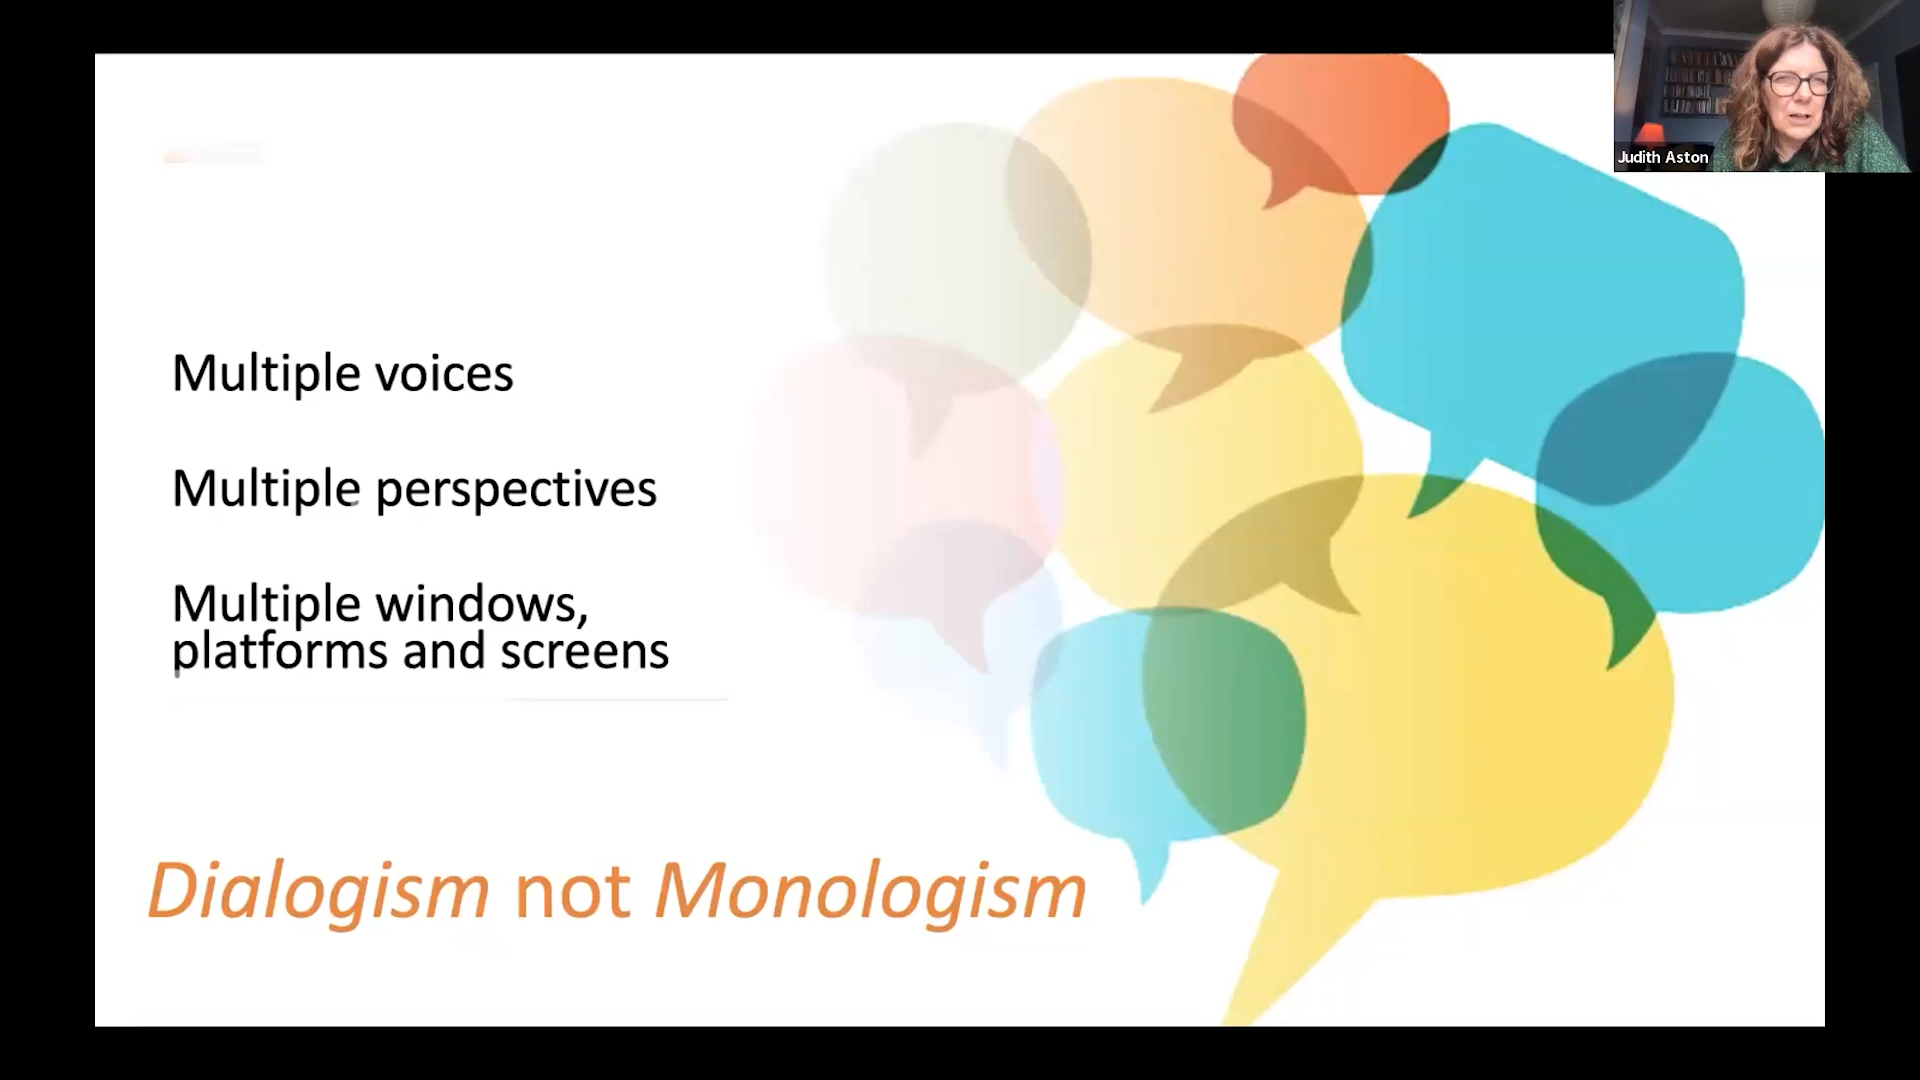 Judith Aston
Multiple voices
Multiple perspectives
Multiple windows,
platforms and screens
Dialogism not Monologism